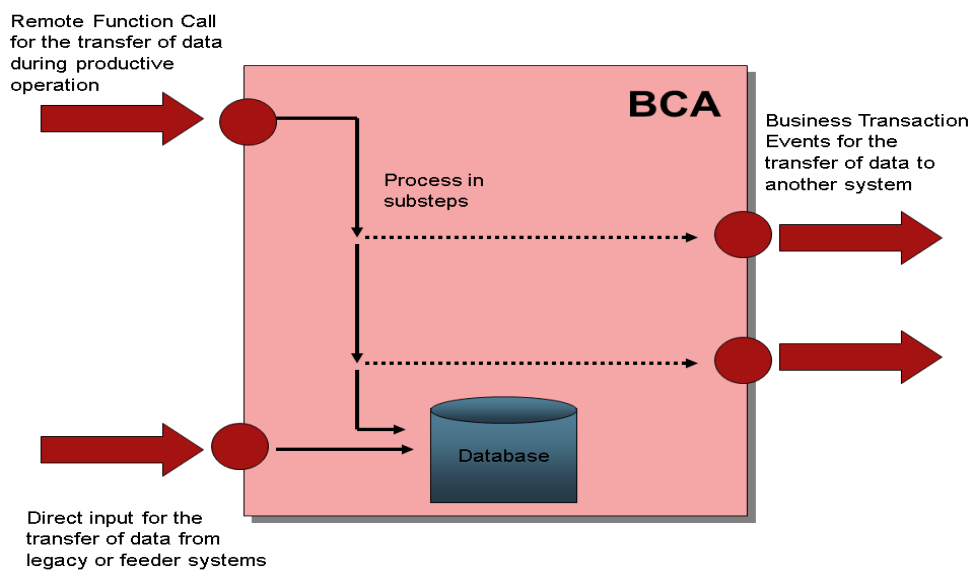 Remote Function Call
for the transfer of data
during productive
operation
BCA
Business Transaction
Events for the
transfer of data to
another system
Process in
substeps
Database
Direct input for the
transfer of data from
legacy or feeder systems